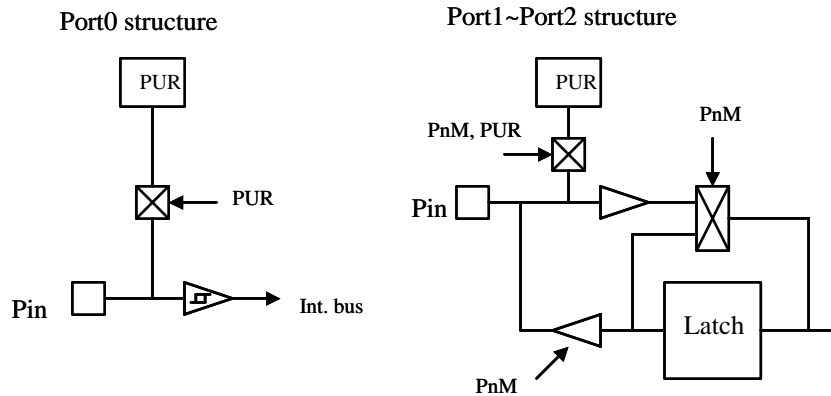 Port0 structure
PUR
PUR
Pin
Int. bus
Port1~Port2 structure
PUR
PnM, PUR
PnM
Pin
Latch
PnM